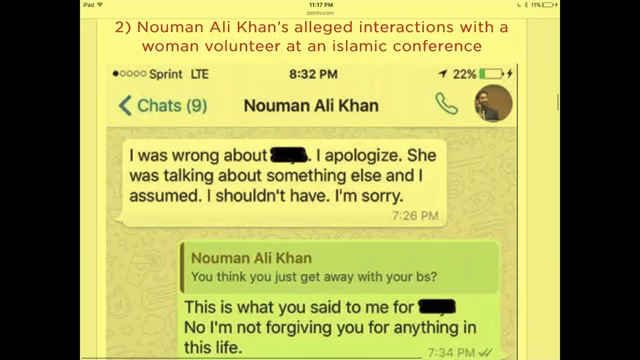 iPad
11:17 PM
11%
zamtv.com
2) Nouman Ali Khan's alleged interactions with a
woman volunteer at an islamic conference
Sprint LTE
8:32 PM
22%
Chats (9)
Nouman Ali Khan
I was wrong about . I apologize. She
was talking about something else and I
assumed. I shouldn't have. I'm sorry.
7:26 PM
Nouman Ali Khan
You think you just get away with your bs?
This is what you said to me for
No I'm not forgiving you for anything in
this life.
7:34 PM